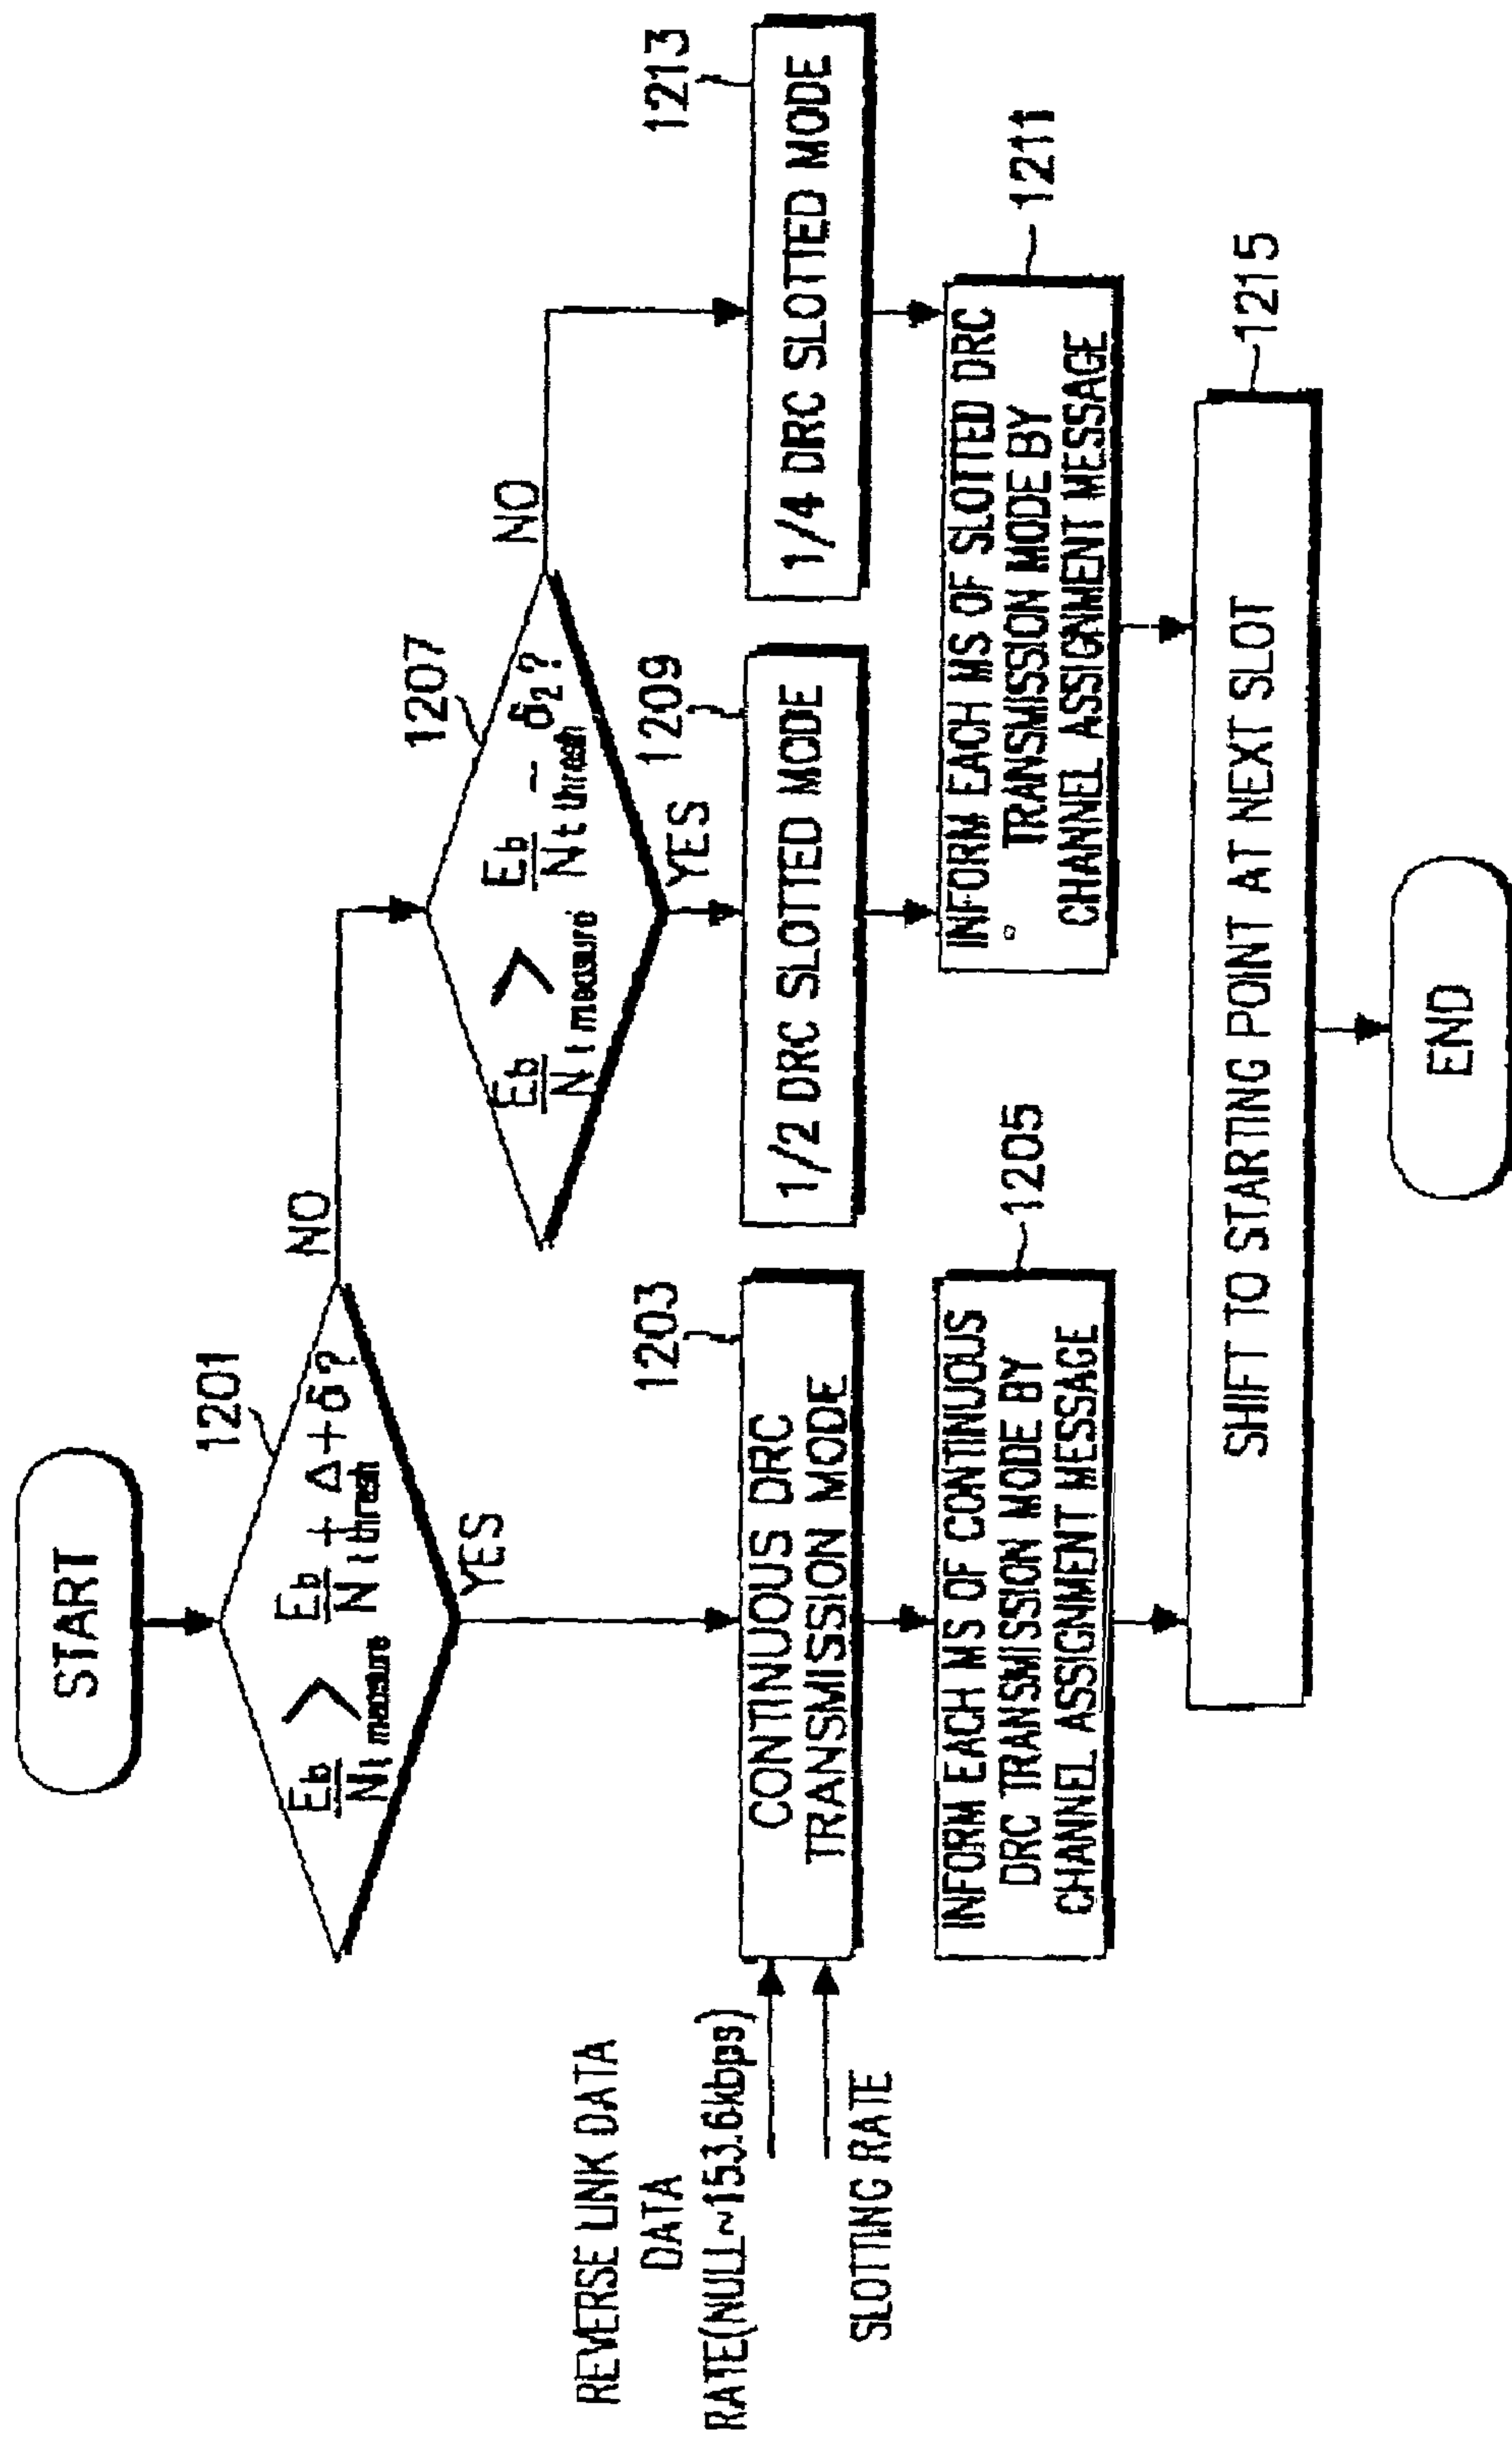 START
1201
Eb/Nt measure > Eb/Nt thresh + Δ + δ?
NO
YES
1207
Eb/Nt measure > Eb/Nt thresh - δ2?
NO
YES
REVERSE LINK DATA
DATA
RATE(NULL~153.6kbps)
SLOTTING RATE
1203
CONTINUOUS DRC
TRANSMISSION MODE
1209
1/2 DRC SLOTTED MODE
1213
1/4 DRC SLOTTED MODE
1205
INFORM EACH MS OF CONTINUOUS
DRC TRANSMISSION MODE BY
CHANNEL ASSIGNMENT MESSAGE
1211
INFORM EACH MS OF SLOTTED DRC
TRANSMISSION MODE BY
CHANNEL ASSIGNMENT MESSAGE
1215
SHIFT TO STARTING POINT AT NEXT SLOT
END